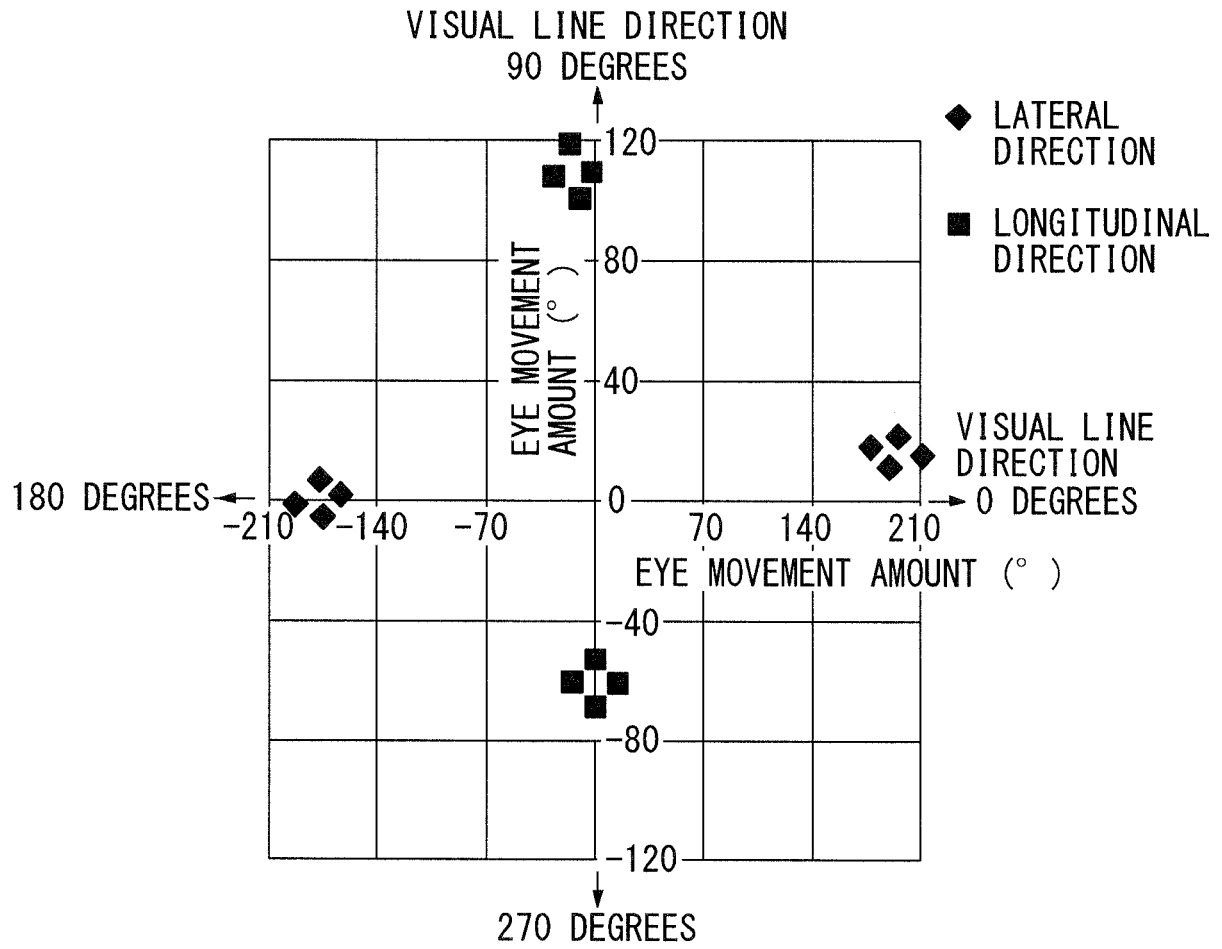 VISUAL LINE DIRECTION
90 DEGREES
◆ LATERAL
DIRECTION
■ LONGITUDINAL
DIRECTION
120
80
40
0
-40
-80
-120
EYE MOVEMENT
AMOUNT (°)
VISUAL LINE
DIRECTION
0 DEGREES
180 DEGREES
-210
-140
-70
70
140
210
EYE MOVEMENT AMOUNT (° )
270 DEGREES